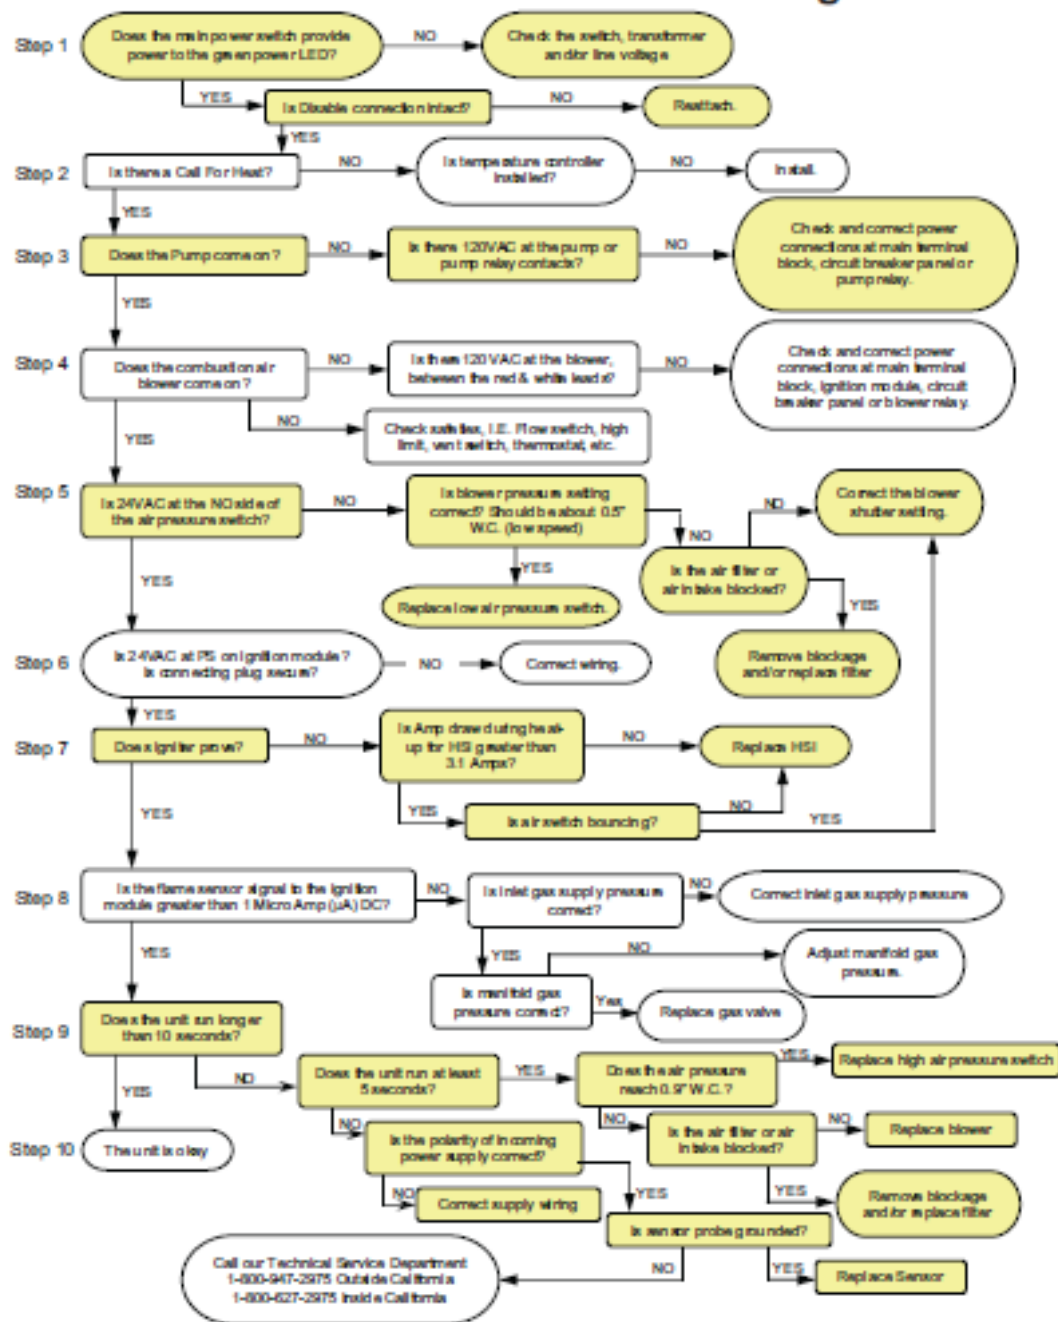 Step 1
Does the main power switch provide
power to the green power LED?
NO
Check the switch, transformer
and/or line voltage
YES
Is Disable connection intact?
NO
Reattach.
YES
Step 2
Is there a Call For Heat?
NO
Is temperature controller
installed?
NO
Install.
YES
Step 3
Does the Pump come on?
NO
Is there 120VAC at the pump or
pump relay contacts?
NO
Check and correct power
connections at main terminal
block, circuit breaker panel or
pump relay.
YES
Step 4
Does the combustion air
blower come on?
NO
Is there 120 VAC at the blower,
between the red & white leads?
NO
Check and correct power
connections at main terminal
block, ignition module, circuit
breaker panel or blower relay.
NO
Check safeties, I.E. Flow switch, high
limit, vent switch, thermostat, etc.
YES
Step 5
Is 24VAC at the NO side of
the air pressure switch?
NO
Is blower pressure setting
correct? Should be about 0.5"
W.C. (low speed)
NO
Is the air filter or
air intake blocked?
NO
Correct the blower
shutter setting.
YES
Replace low air pressure switch.
YES
Remove blockage
and/or replace filter
YES
Step 6
Is 24VAC at PS on ignition module?
Is connecting plug secure?
NO
Correct wiring.
YES
Step 7
Does Igniter prove?
NO
Is Amp draw during heat-
up for HSI greater than
3.1 Amps?
NO
Replace HSI
YES
Is air switch bouncing?
NO
YES
YES
Step 8
Is the flame sensor signal to the ignition
module greater than 1 Micro Amp (µA) DC?
NO
Is inlet gas supply pressure
correct?
NO
Correct inlet gas supply pressure
YES
Is manifold gas
pressure correct?
NO
Adjust manifold gas
pressure.
Yes
Replace gas valve
YES
Step 9
Does the unit run longer
than 10 seconds?
NO
Does the unit run at least
5 seconds?
YES
Does the air pressure
reach 0.9" W.C.?
YES
Replace high air pressure switch
NO
Is the air filter or air
intake blocked?
NO
Replace blower
YES
Remove blockage
and/or replace filter
NO
Is the polarity of incoming
power supply correct?
NO
Correct supply wiring
YES
Is sensor probe grounded?
YES
Replace Sensor
NO
Call our Technical Service Department
1-800-947-2975 Outside California
1-800-627-2975 Inside California
YES
Step 10
The unit is okay